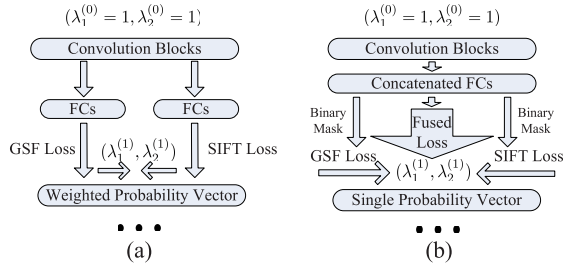 (λ₁⁽⁰⁾ = 1, λ₂⁽⁰⁾ = 1)
Convolution Blocks
FCs
FCs
GSF Loss
(λ₁⁽¹⁾, λ₂⁽¹⁾)
SIFT Loss
Weighted Probability Vector
(a)
(λ₁⁽⁰⁾ = 1, λ₂⁽⁰⁾ = 1)
Convolution Blocks
Concatenated FCs
Binary
Mask
Fused
Loss
Binary
Mask
GSF Loss
(λ₁⁽¹⁾, λ₂⁽¹⁾)
SIFT Loss
Single Probability Vector
(b)